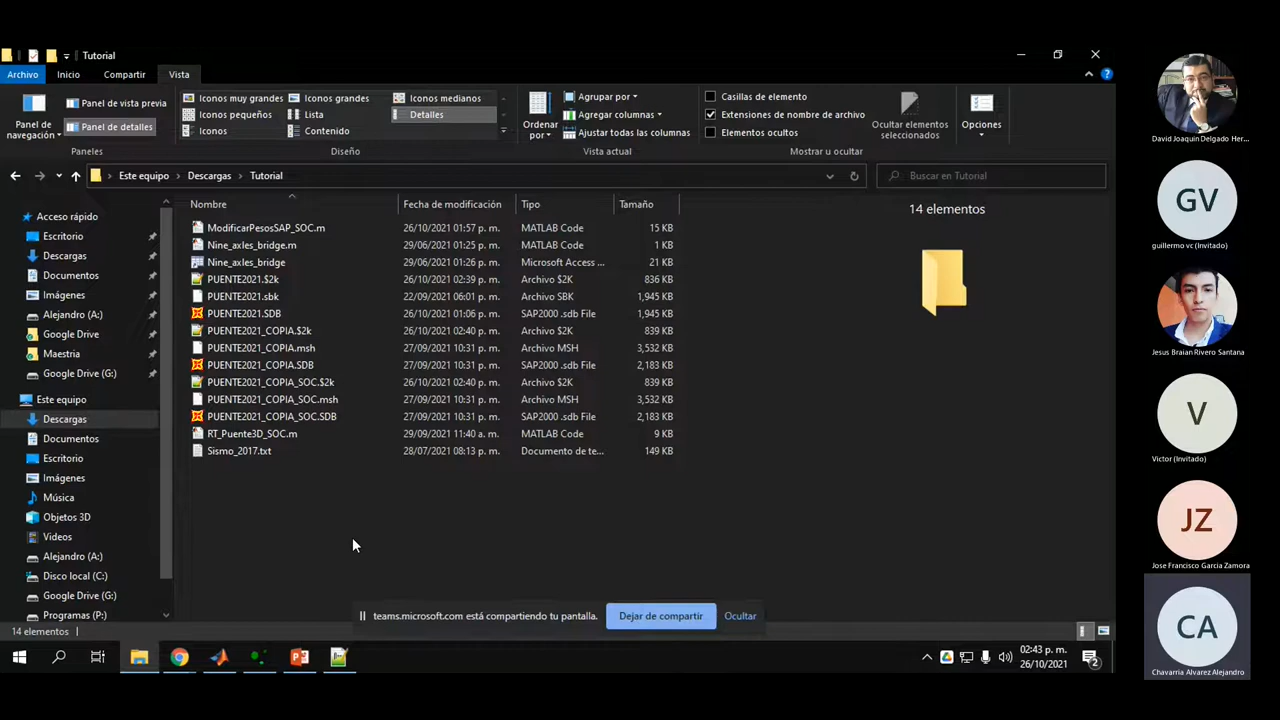 Tutorial
Archivo Inicio Compartir Vista
Panel de navegación
Panel de vista previa
Panel de detalles
Paneles
Iconos muy grandes Iconos grandes Iconos medianos
Iconos pequeños Lista Detalles
Iconos Contenido
Diseño
Ordenar por
Agrupar por
Agregar columnas
Ajustar todas las columnas
Vista actual
Casillas de elemento
Extensiones de nombre de archivo
Elementos ocultos
Ocultar elementos seleccionados
Mostrar u ocultar
Opciones
Este equipo Descargas Tutorial
Buscar en Tutorial
Acceso rápido
Escritorio
Descargas
Documentos
Imágenes
Alejandro (A:)
Google Drive
Maestria
Google Drive (G:)
Este equipo
Descargas
Documentos
Escritorio
Imágenes
Música
Objetos 3D
Videos
Alejandro (A:)
Disco local (C:)
Google Drive (G:)
Programas (P:)
Nombre Fecha de modificación Tipo Tamaño
ModificarPesosSAP_SOC.m 26/10/2021 01:57 p. m. MATLAB Code 15 KB
Nine_axles_bridge.m 29/06/2021 01:25 p. m. MATLAB Code 1 KB
Nine_axles_bridge 29/06/2021 01:26 p. m. Microsoft Access ... 21 KB
PUENTE2021.$2k 26/10/2021 02:39 p. m. Archivo $2K 836 KB
PUENTE2021.sbk 22/09/2021 06:01 p. m. Archivo SBK 1,945 KB
PUENTE2021.SDB 26/10/2021 01:06 p. m. SAP2000 .sdb File 1,945 KB
PUENTE2021_COPIA.$2k 26/10/2021 02:40 p. m. Archivo $2K 839 KB
PUENTE2021_COPIA.msh 27/09/2021 10:31 p. m. Archivo MSH 3,532 KB
PUENTE2021_COPIA.SDB 27/09/2021 10:31 p. m. SAP2000 .sdb File 2,183 KB
PUENTE2021_COPIA_SOC.$2k 26/10/2021 02:40 p. m. Archivo $2K 839 KB
PUENTE2021_COPIA_SOC.msh 27/09/2021 10:31 p. m. Archivo MSH 3,532 KB
PUENTE2021_COPIA_SOC.SDB 27/09/2021 10:31 p. m. SAP2000 .sdb File 2,183 KB
RT_Puente3D_SOC.m 29/09/2021 11:40 a. m. MATLAB Code 9 KB
Sismo_2017.txt 28/07/2021 08:13 p. m. Documento de te... 149 KB
14 elementos
teams.microsoft.com está compartiendo tu pantalla. Dejar de compartir Ocultar
14 elementos
02:43 p. m.
26/10/2021
2
David Joaquin Delgado Her...
GV
guillermo vc (Invitado)
Jesus Braian Rivero Santana
V
Victor (Invitado)
JZ
Jose Francisco Garcia Zamora
CA
Chavarria Alvarez Alejandro